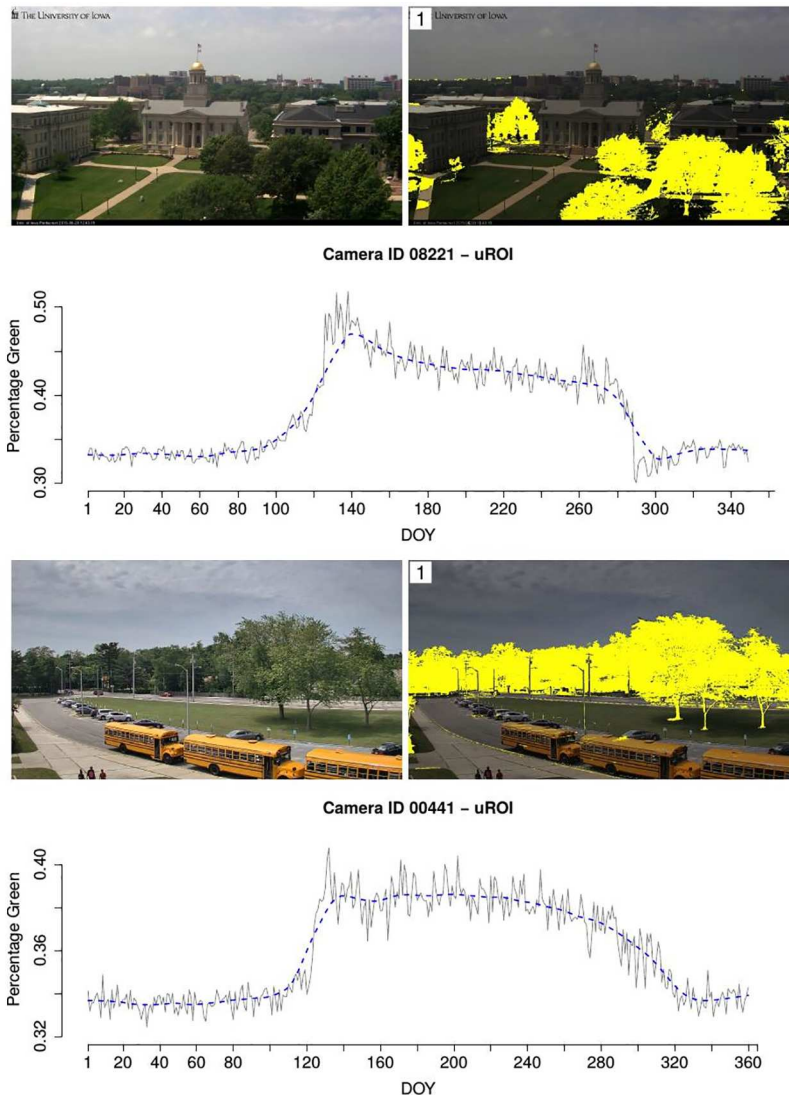 THE UNIVERSITY OF IOWA
1
UNIVERSITY OF IOWA
Camera ID 08221 – uROI
Percentage Green
0.50
0.40
0.30
1 20 40 60 80 100 140 180 220 260 300 340
DOY
1
Camera ID 00441 – uROI
Percentage Green
0.40
0.36
0.32
1 20 40 60 80 120 160 200 240 280 320 360
DOY